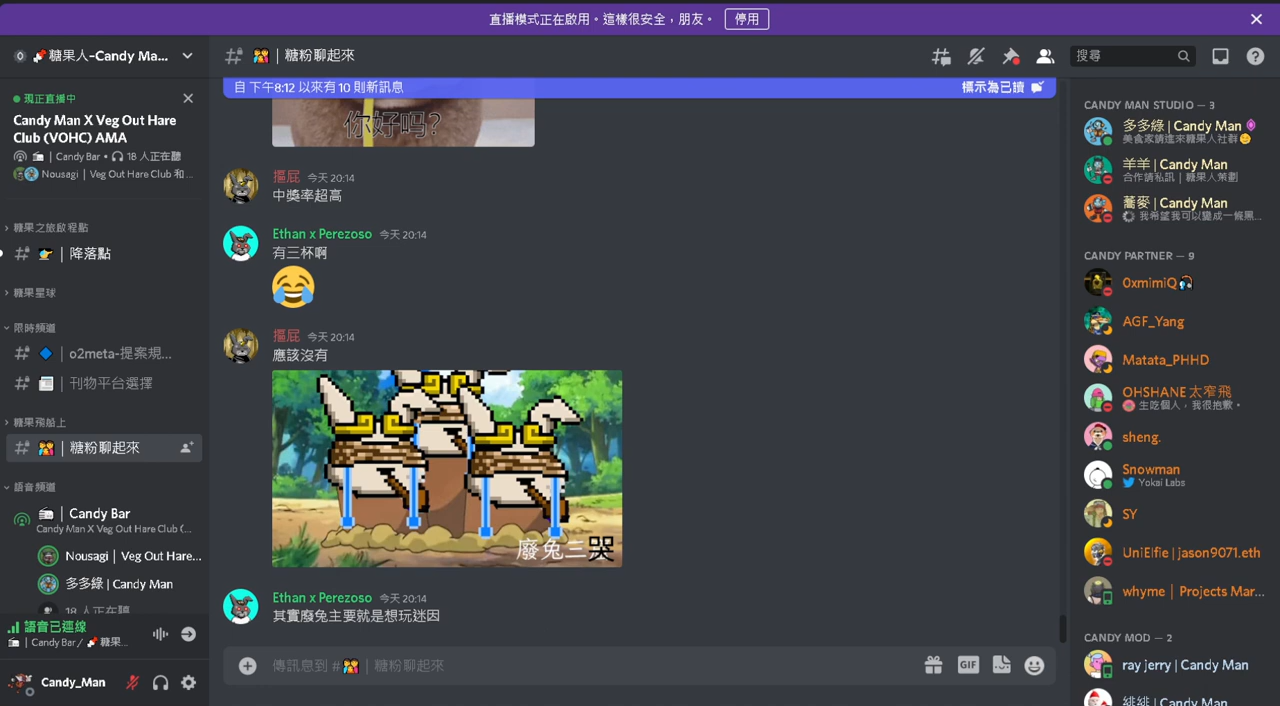 直播模式正在啟用。這樣很安全，朋友。
停用
糖果人-Candy Ma...
現正直播中
Candy Man X Veg Out Hare
Club (VOHC) AMA
| Candy Bar • 18 人正在聽
Nousagi | Veg Out Hare Club 和 ...
糖果之旅啟程點
# | 降落點
糖果星球
限時頻道
# | o2meta-提案規...
# | 刊物平台選擇
糖果飛船上
# | 糖粉聊起來
語音頻道
| Candy Bar
Candy Man X Veg Out Hare Club (...
Nousagi | Veg Out Hare...
多多綠 | Candy Man
18 人正在聽
語音已連線
| Candy Bar / 糖果...
Candy_Man
# | 糖粉聊起來
搜尋
自 下午8:12 以來有 10 則新訊息
標示為已讀
你好吗?
摳屁 今天 20:14
中獎率超高
Ethan x Perezoso 今天 20:14
有三杯啊
摳屁 今天 20:14
應該沒有
廢兔三哭
Ethan x Perezoso 今天 20:14
其實廢兔主要就是想玩迷因
傳訊息到 # | 糖粉聊起來
GIF
CANDY MAN STUDIO — 3
多多綠 | Candy Man
美食家請進來糖果人社群
羊羊 | Candy Man
合作請私訊 | 糖果人策劃
蕎麥 | Candy Man
我希望我可以變成一條黑...
CANDY PARTNER — 9
0xmimiQ
AGF_Yang
Matata_PHHD
OHSHANE 太窄飛
生吃個人，我很抱歉。
sheng.
Snowman
Yokai Labs
SY
UniElfie | jason9071.eth
whyme | Projects Mar...
CANDY MOD — 2
ray jerry | Candy Man
緋緋 | Candy Man